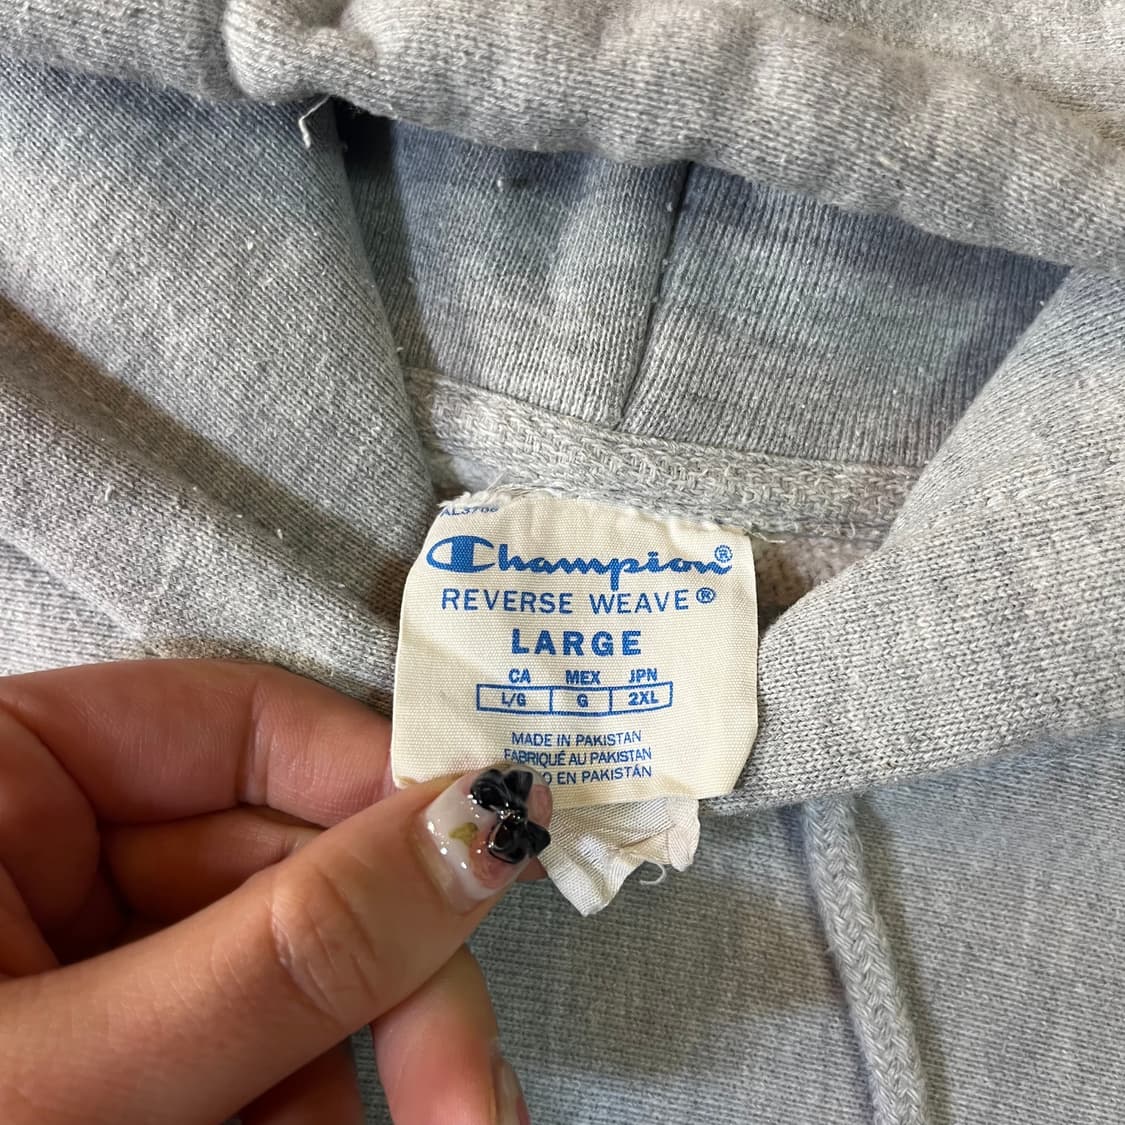 Champion®
REVERSE WEAVE®
LARGE
CA MEX JPN
L/G G 2XL
MADE IN PAKISTAN
FABRIQUÉ AU PAKISTAN
EN PAKISTÁN